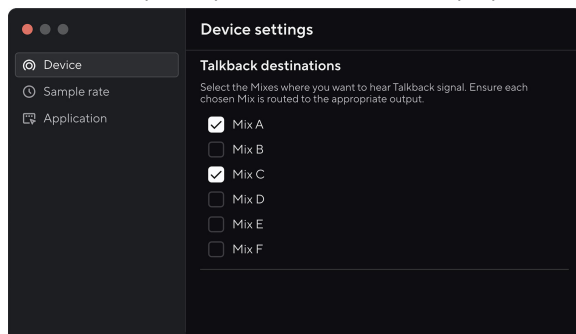 Device settings
Device
Sample rate
Application
Talkback destinations
Select the Mixes where you want to hear Talkback signal. Ensure each
chosen Mix is routed to the appropriate output.
Mix A
Mix B
Mix C
Mix D
Mix E
Mix F